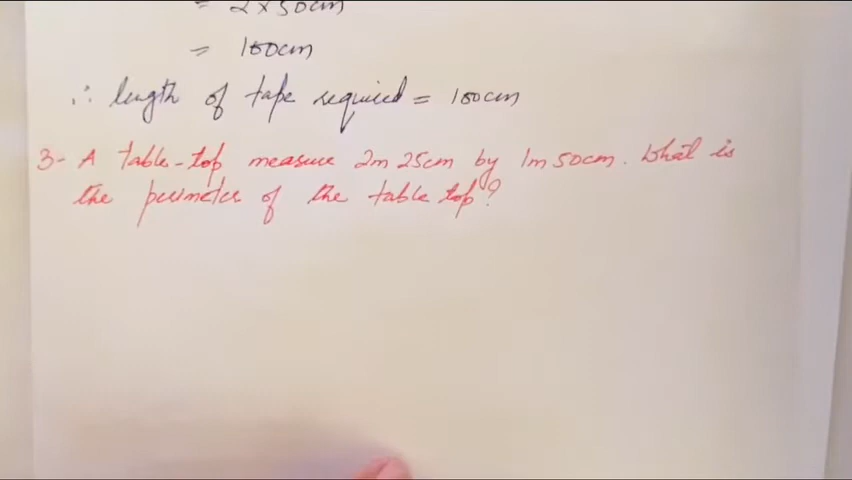 = 2 x 50cm
= 100cm
∴ length of tape required = 100cm
3- A table-top measure 2m 25cm by 1m 50cm. What is
the perimeter of the table top?